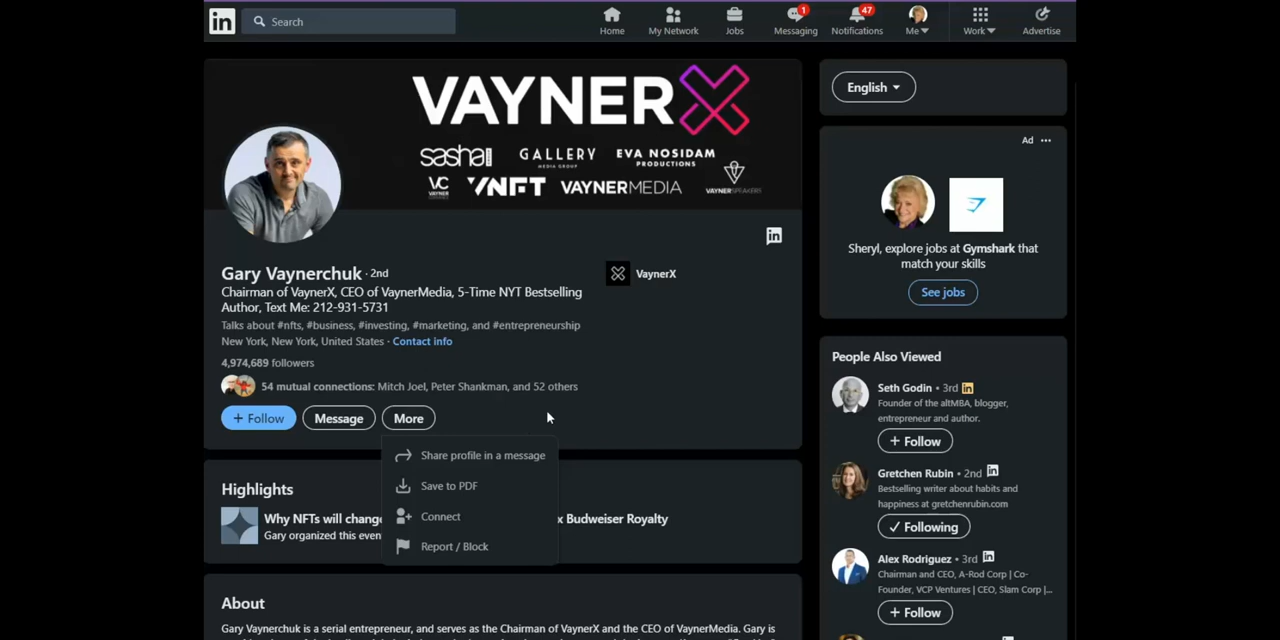 in
Search
Home
My Network
Jobs
1
Messaging
47
Notifications
Me
Work
Advertise
VAYNERX
sasha
GALLERY
MEDIA GROUP
EVA NOSIDAM
PRODUCTIONS
VC
VAYNER
VNFT
VAYNERMEDIA
VAYNERSPEAKERS
in
Gary Vaynerchuk · 2nd
Chairman of VaynerX, CEO of VaynerMedia, 5-Time NYT Bestselling
Author, Text Me: 212-931-5731
Talks about #nfts, #business, #investing, #marketing, and #entrepreneurship
New York, New York, United States · Contact info
4,974,689 followers
54 mutual connections: Mitch Joel, Peter Shankman, and 52 others
VaynerX
+ Follow
Message
More
Share profile in a message
Save to PDF
Connect
Report / Block
Highlights
Why NFTs will change
x Budweiser Royalty
Gary organized this even
About
Gary Vaynerchuk is a serial entrepreneur, and serves as the Chairman of VaynerX and the CEO of VaynerMedia. Gary is
English
Ad ...
Sheryl, explore jobs at Gymshark that
match your skills
See jobs
People Also Viewed
Seth Godin • 3rd in
Founder of the altMBA, blogger,
entrepreneur and author.
+ Follow
Gretchen Rubin • 2nd in
Bestselling writer about habits and
happiness at gretchenrubin.com
✓ Following
Alex Rodriguez • 3rd in
Chairman and CEO, A-Rod Corp | Co-
Founder, VCP Ventures | CEO, Slam Corp |...
+ Follow